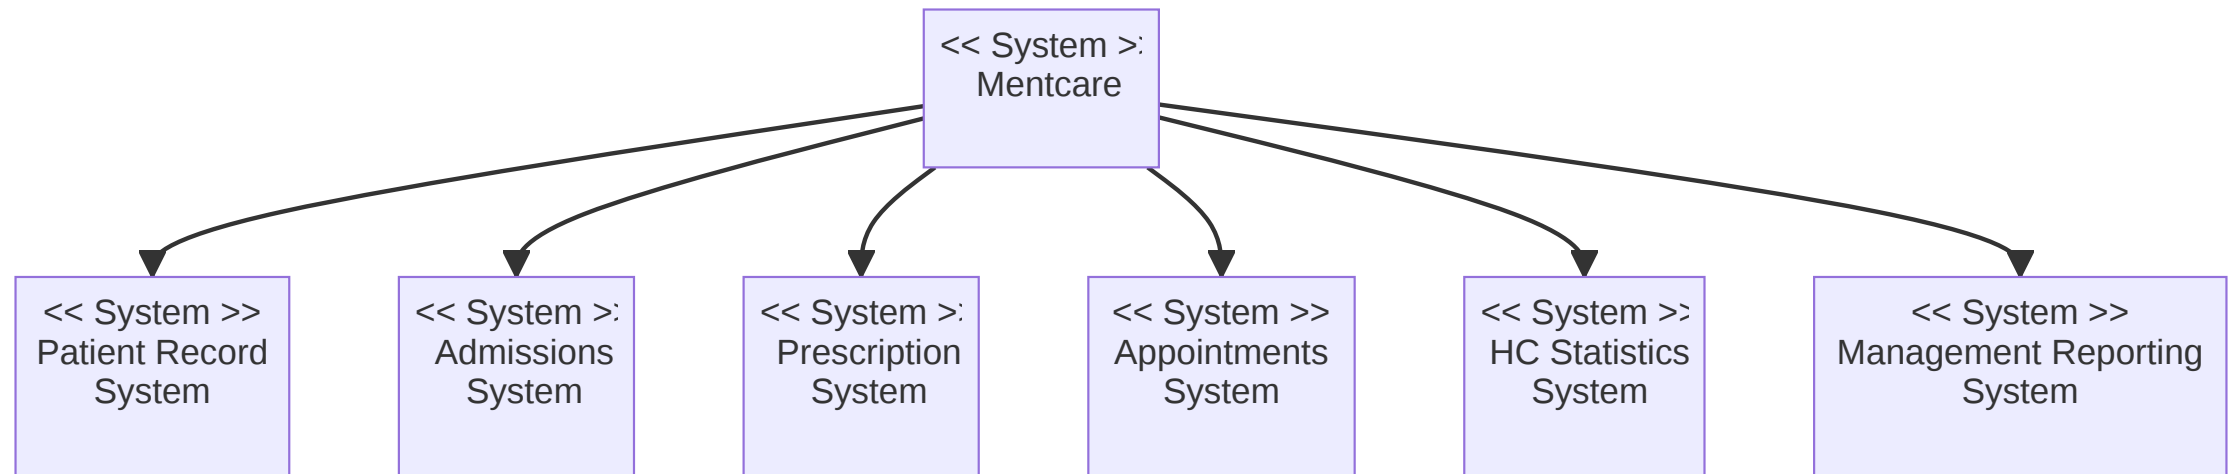 << System >>
Mentcare
<< System >>
Patient Record
System
<< System >>
Admissions
System
<< System >>
Prescription
System
<< System >>
Appointments
System
<< System >>
HC Statistics
System
<< System >>
Management Reporting
System